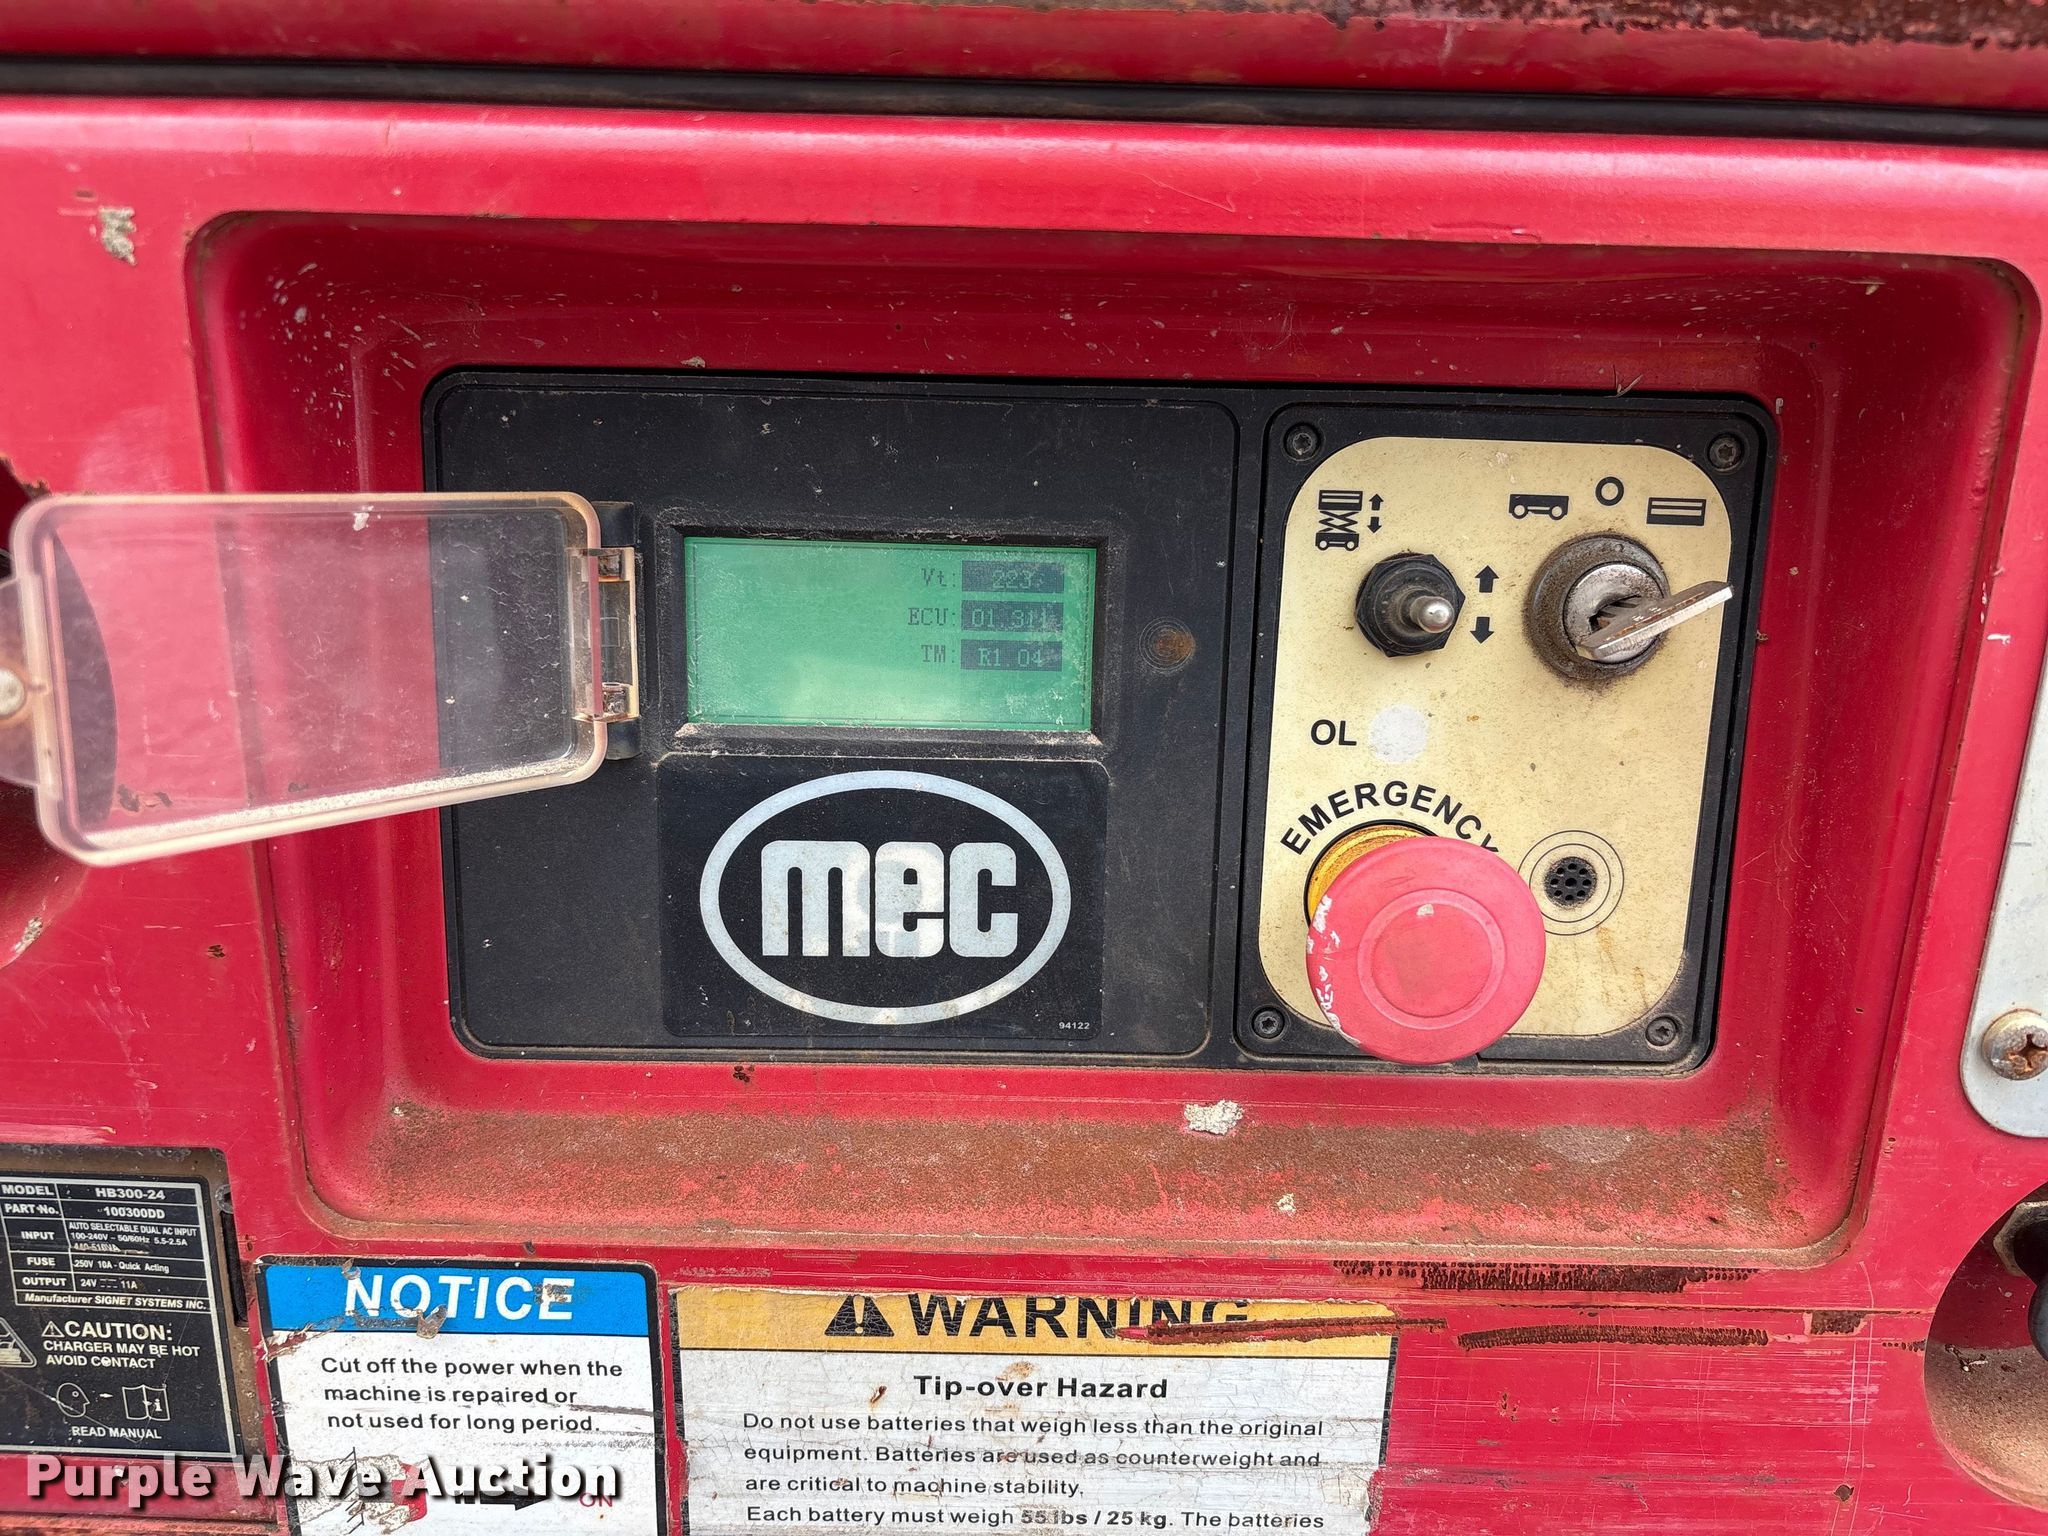 Vt: 223
ECU: 01.31
TM: R1.04
mec
94122
OL
EMERGENCY
MODEL HB300-24
PART No. 100300DD
INPUT AUTO SELECTABLE DUAL AC INPUT
100-240V ~ 50/60Hz 5.5-2.5A
FUSE 250V 10A - Quick Acting
OUTPUT 24V 11A
Manufacturer SIGNET SYSTEMS INC.
CAUTION:
CHARGER MAY BE HOT
AVOID CONTACT
READ MANUAL
NOTICE
Cut off the power when the
machine is repaired or
not used for long period.
ON
WARNING
Tip-over Hazard
Do not use batteries that weigh less than the original
equipment. Batteries are used as counterweight and
are critical to machine stability.
Each battery must weigh 55 lbs / 25 kg. The batteries
Purple Wave Auction